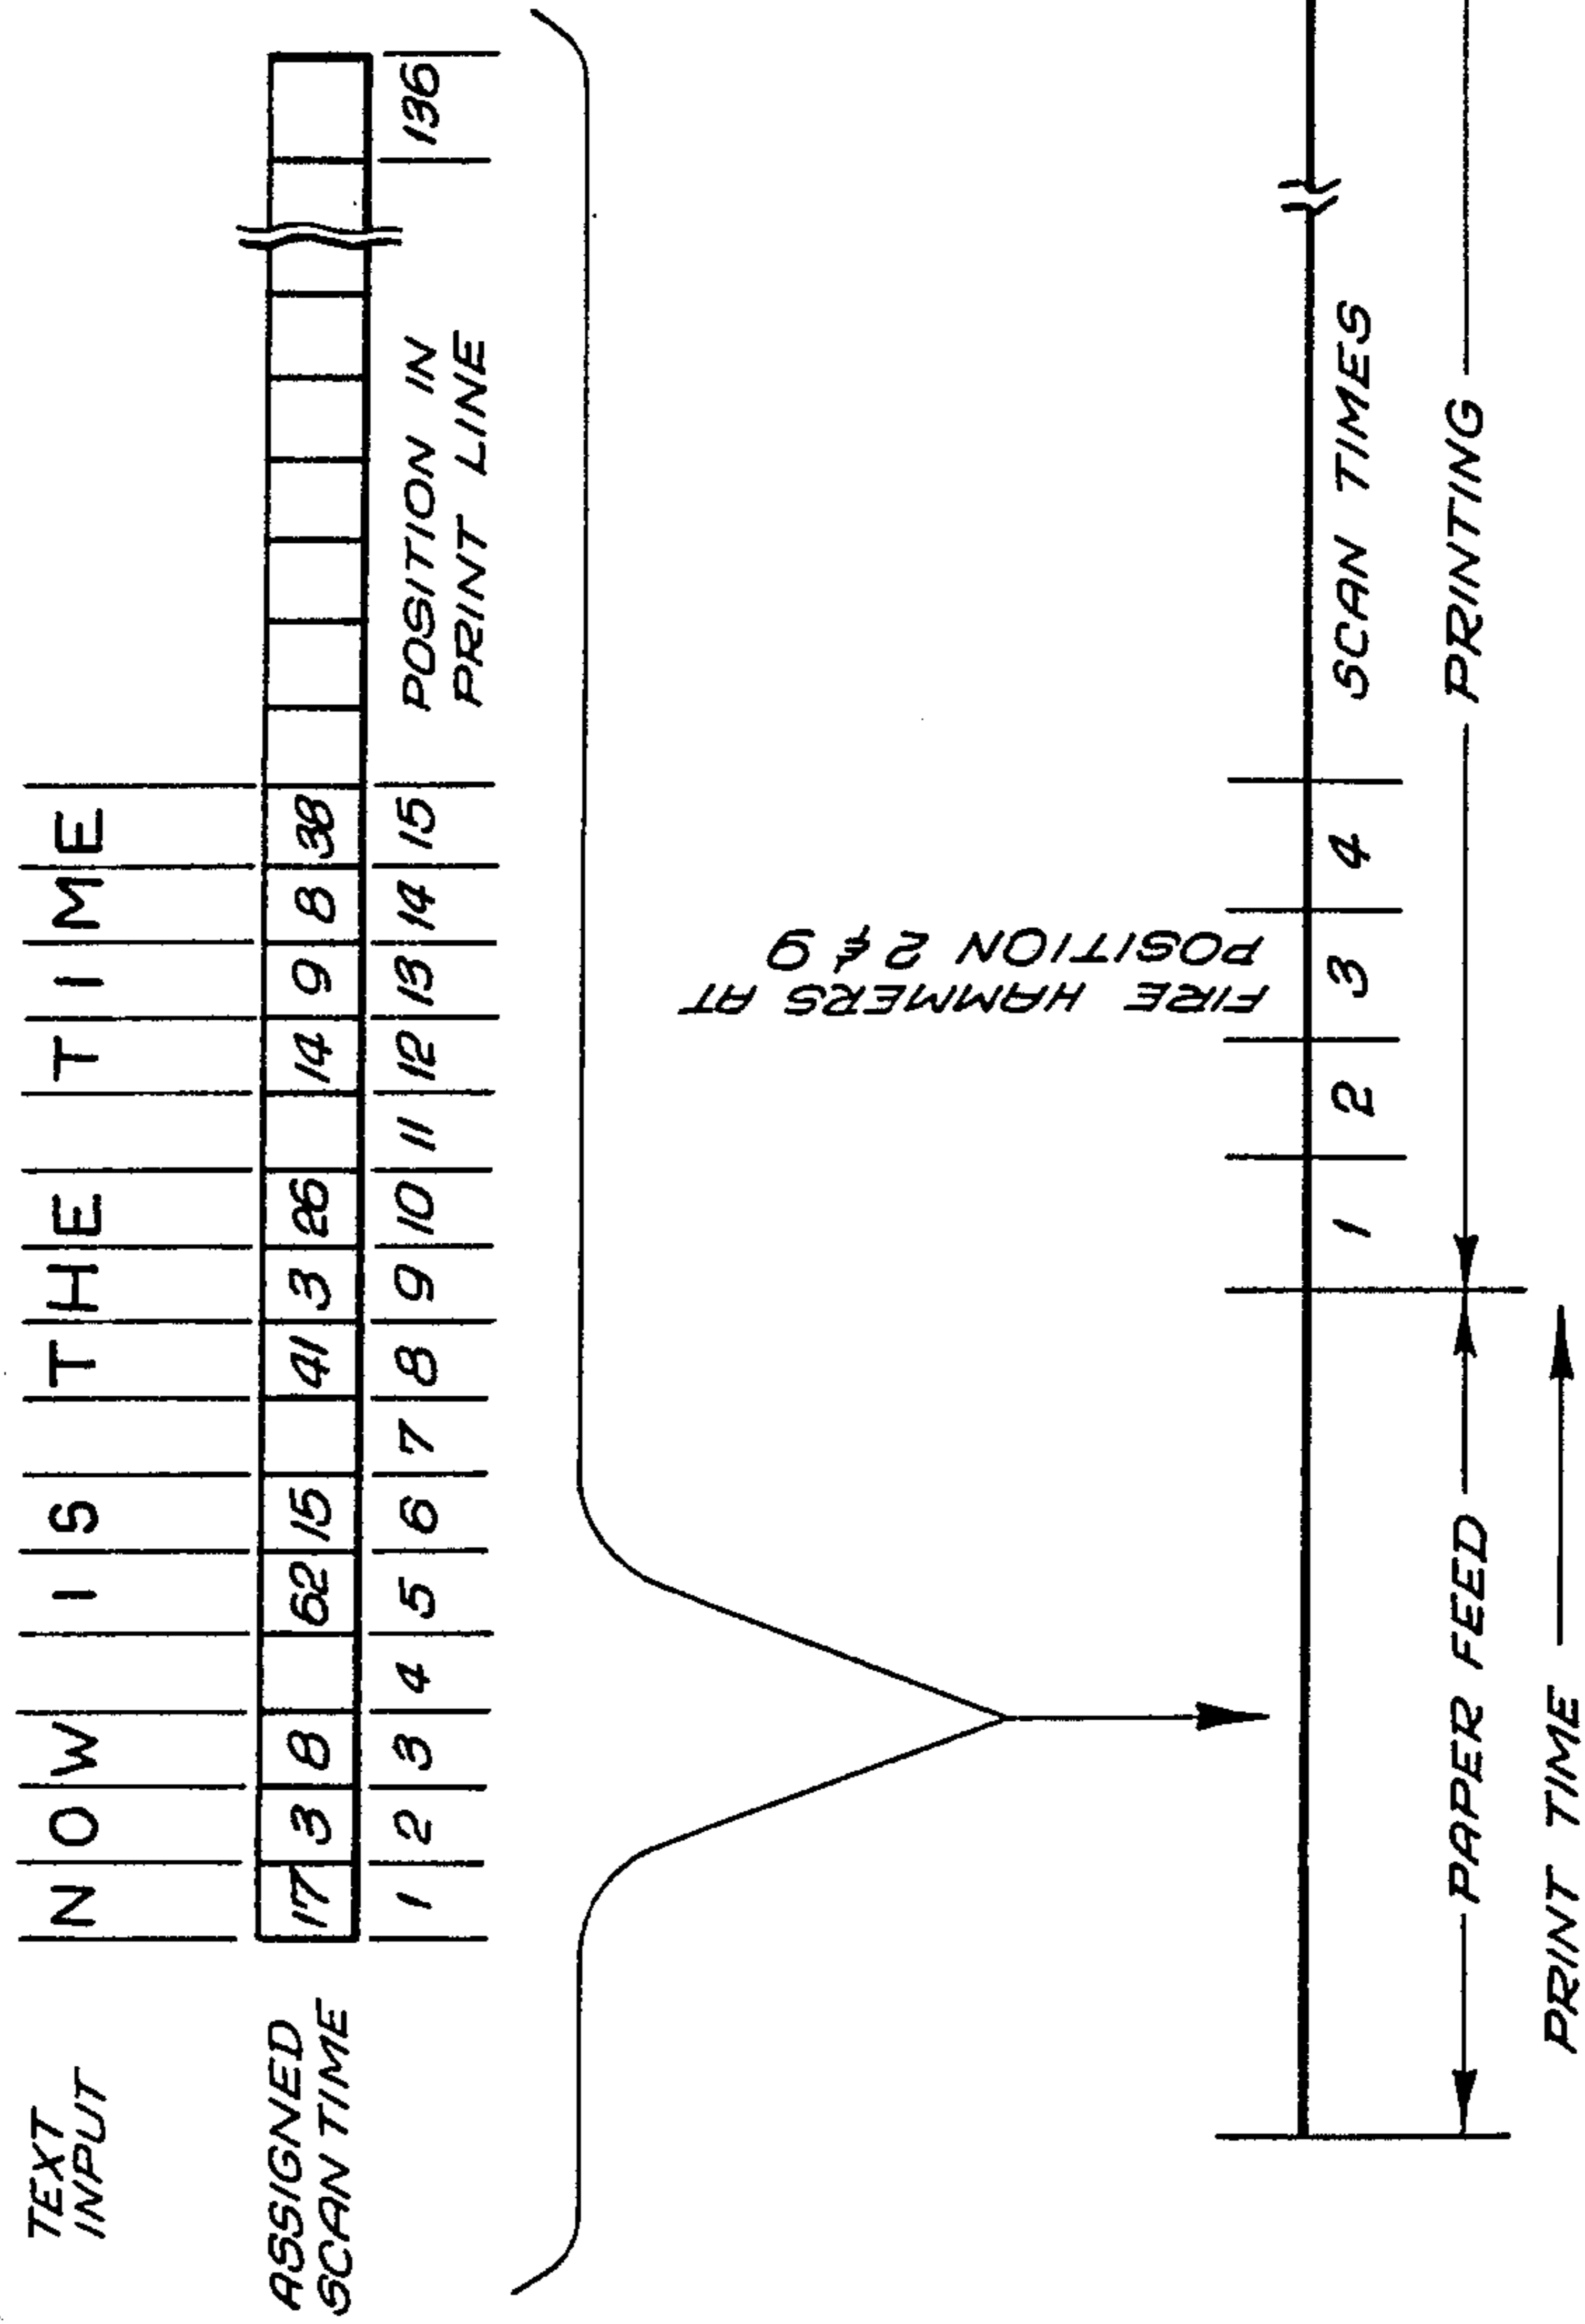 TEXT
INPUT
N O W I S T H E T I M E
ASSIGNED
SCAN TIME
17 3 8 62 15 41 3 26 14 9 8 38
1 2 3 4 5 6 7 8 9 10 11 12 13 14 15 136
POSITION IN
PRINT LINE
FIRE HAMMERS AT
POSITION 2 & 9
1 2 3 4 SCAN TIMES
PAPER FEED PRINTING
PRINT TIME